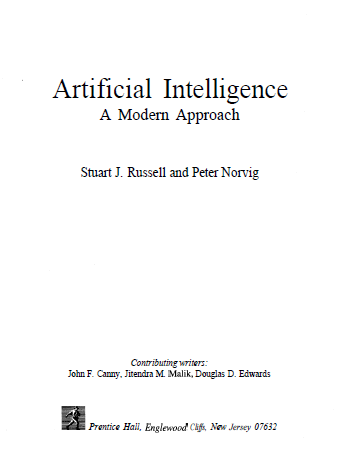 Artificial Intelligence
A Modern Approach
Stuart J. Russell and Peter Norvig
Contributing writers:
John F. Canny, Jitendra M. Malik, Douglas D. Edwards
Prentice Hall, Englewood Cliffs, New Jersey 07632